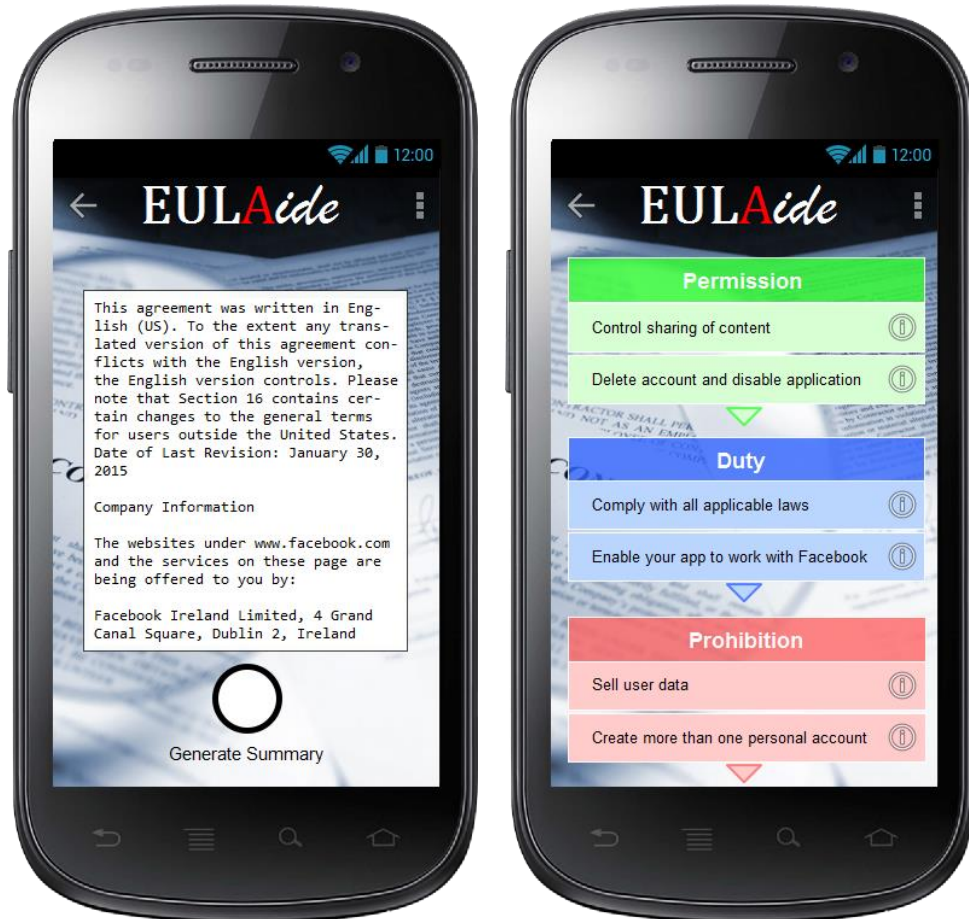 12:00
EULAide
This agreement was written in Eng-
lish (US). To the extent any trans-
lated version of this agreement con-
flicts with the English version,
the English version controls. Please
note that Section 16 contains cer-
tain changes to the general terms
for users outside the United States.
Date of Last Revision: January 30,
2015
Company Information
The websites under www.facebook.com
and the services on these page are
being offered to you by:
Facebook Ireland Limited, 4 Grand
Canal Square, Dublin 2, Ireland
Generate Summary
12:00
EULAide
Permission
Control sharing of content
Delete account and disable application
Duty
Comply with all applicable laws
Enable your app to work with Facebook
Prohibition
Sell user data
Create more than one personal account